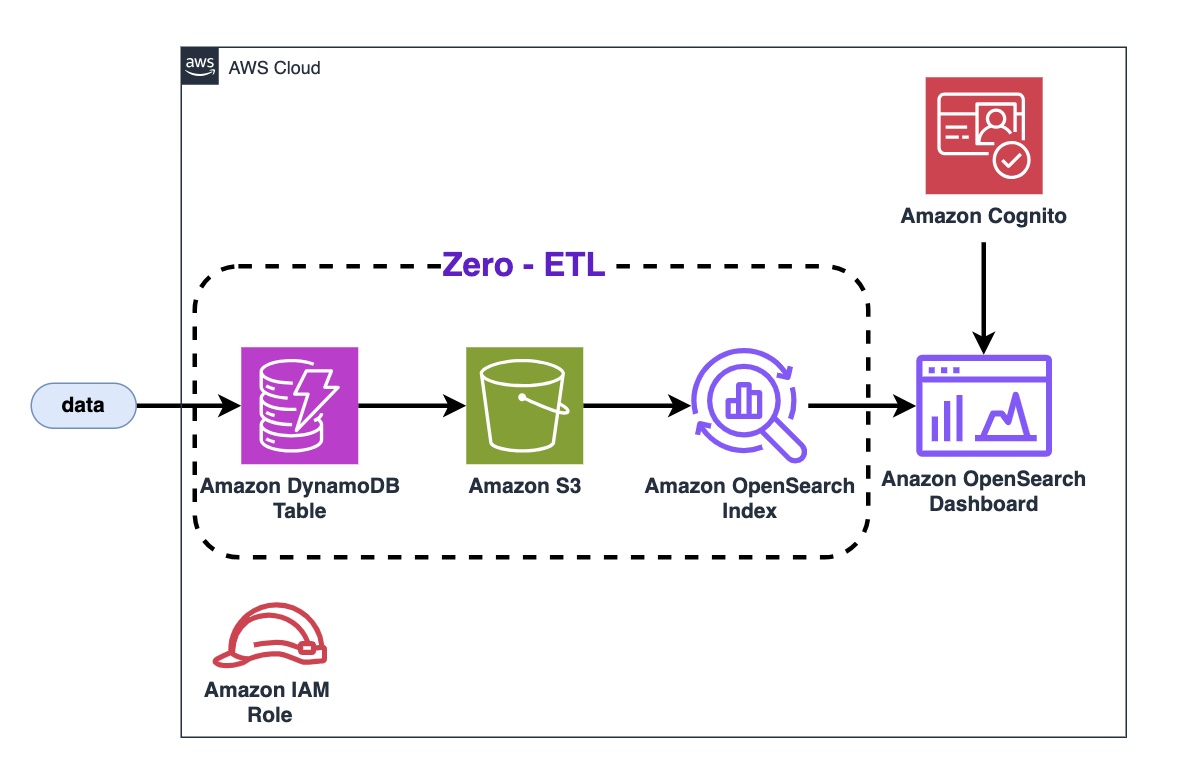 aws
AWS Cloud
Amazon Cognito
Zero - ETL
data
Amazon DynamoDB
Table
Amazon S3
Amazon OpenSearch
Index
Anazon OpenSearch
Dashboard
Amazon IAM
Role